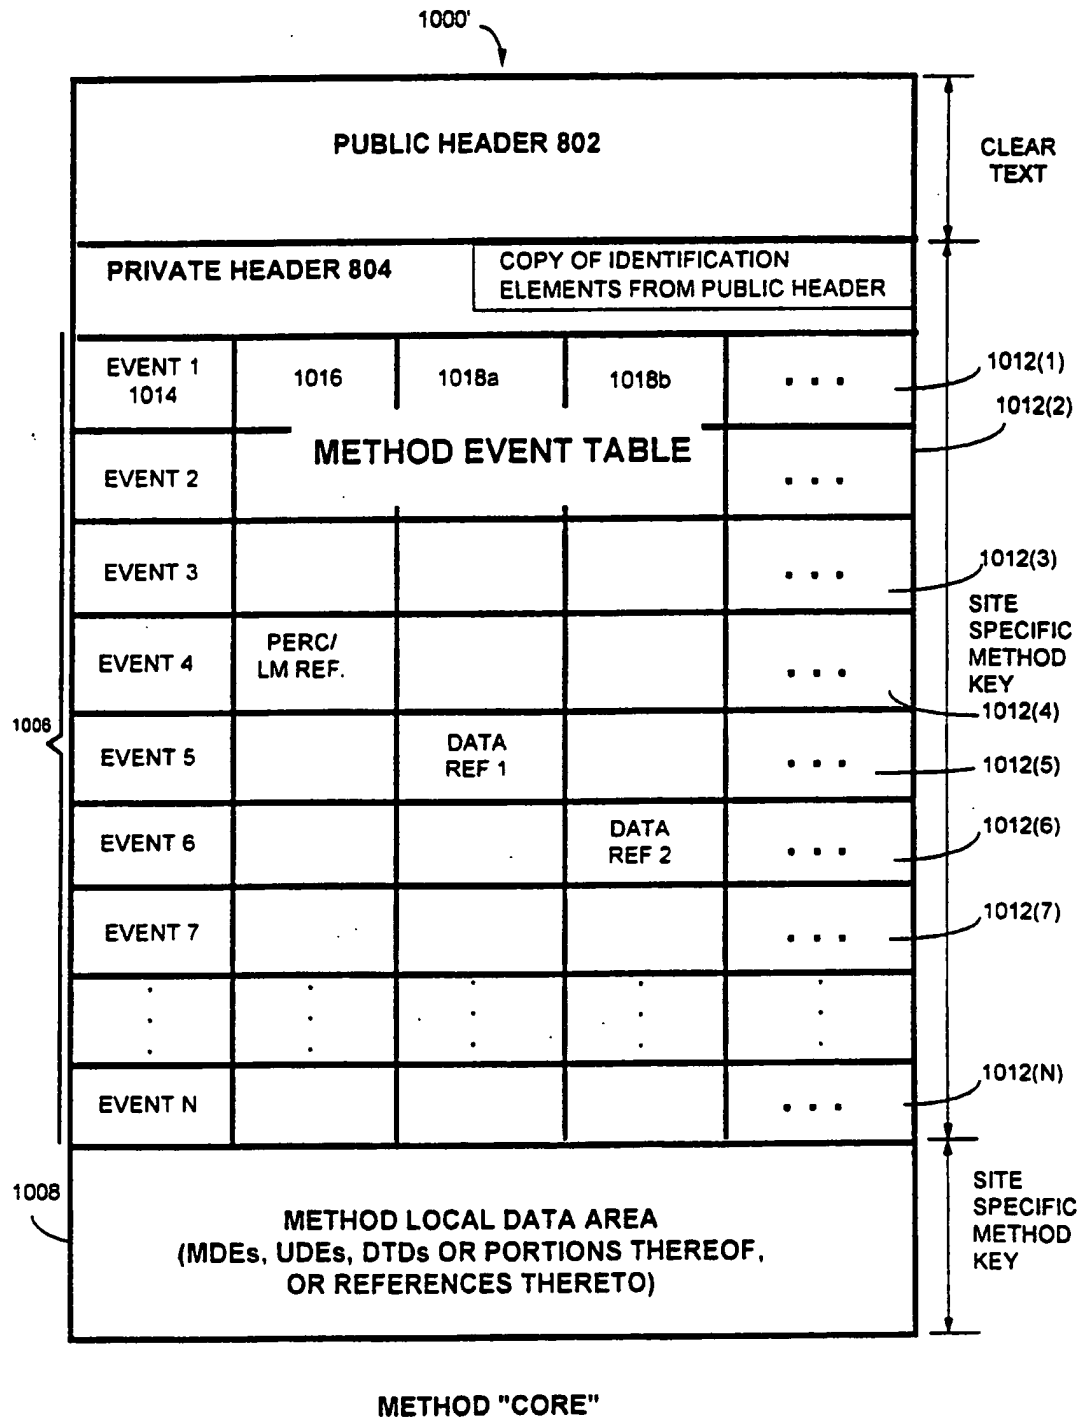 1000'
PUBLIC HEADER 802
CLEAR
TEXT
PRIVATE HEADER 804
COPY OF IDENTIFICATION
ELEMENTS FROM PUBLIC HEADER
EVENT 1
1014
1016
1018a
1018b
. . .
1012(1)
1012(2)
METHOD EVENT TABLE
EVENT 2
. . .
EVENT 3
. . .
1012(3)
SITE
SPECIFIC
METHOD
KEY
EVENT 4
PERC/
LM REF.
. . .
1012(4)
1006
EVENT 5
DATA
REF 1
. . .
1012(5)
EVENT 6
DATA
REF 2
. . .
1012(6)
EVENT 7
. . .
1012(7)
EVENT N
. . .
1012(N)
1008
METHOD LOCAL DATA AREA
(MDEs, UDEs, DTDs OR PORTIONS THEREOF,
OR REFERENCES THERETO)
SITE
SPECIFIC
METHOD
KEY
METHOD "CORE"